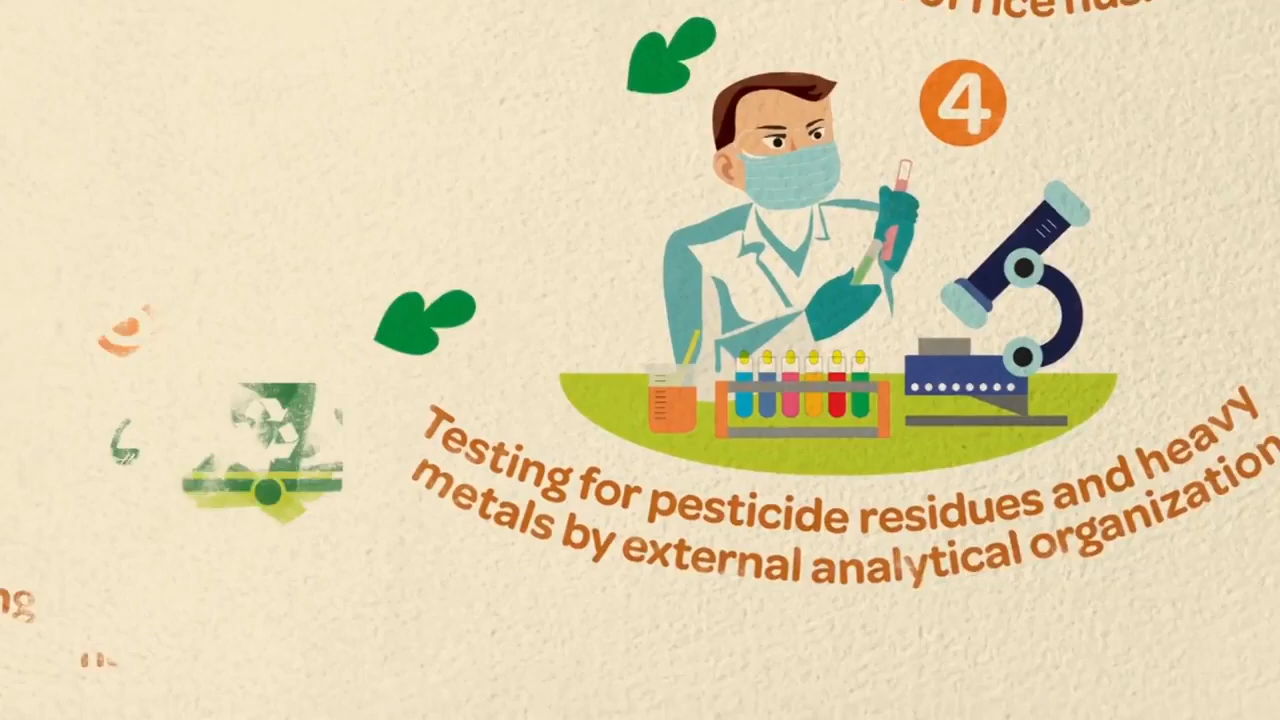 4
Testing for pesticide residues and heavy
metals by external analytical organization